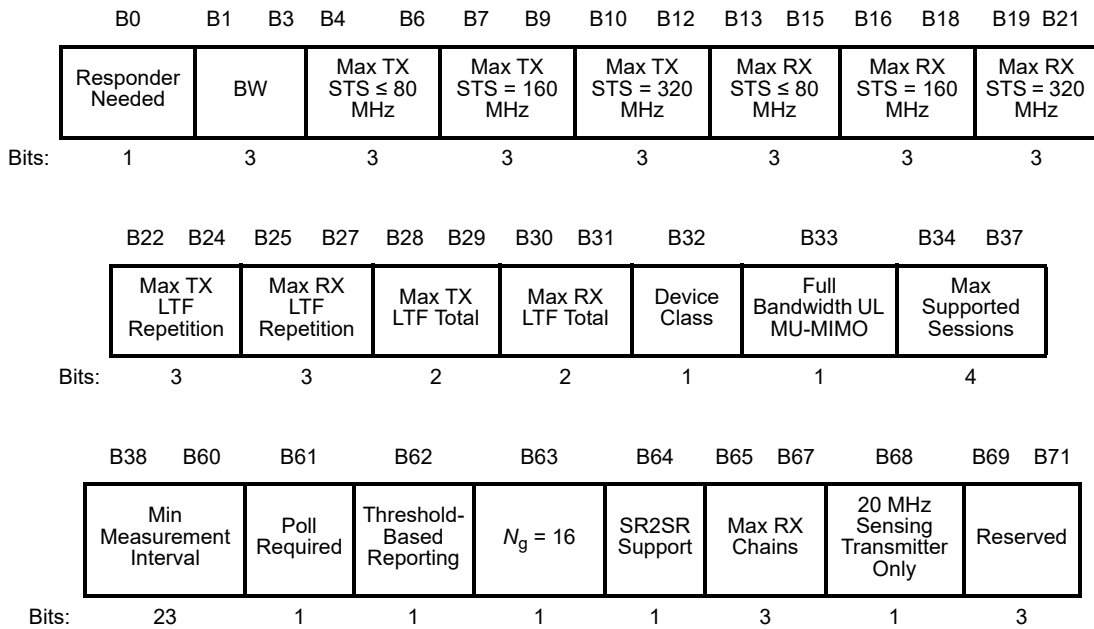 B0 B1 B3 B4 B6 B7 B9 B10 B12 B13 B15 B16 B18 B19 B21
Responder Needed
BW
Max TX STS ≤ 80 MHz
Max TX STS = 160 MHz
Max TX STS = 320 MHz
Max RX STS ≤ 80 MHz
Max RX STS = 160 MHz
Max RX STS = 320 MHz
Bits: 1 3 3 3 3 3 3 3
B22 B24 B25 B27 B28 B29 B30 B31 B32 B33 B34 B37
Max TX LTF Repetition
Max RX LTF Repetition
Max TX LTF Total
Max RX LTF Total
Device Class
Full Bandwidth UL MU-MIMO
Max Supported Sessions
Bits: 3 3 2 2 1 1 4
B38 B60 B61 B62 B63 B64 B65 B67 B68 B69 B71
Min Measurement Interval
Poll Required
Threshold-Based Reporting
Ng = 16
SR2SR Support
Max RX Chains
20 MHz Sensing Transmitter Only
Reserved
Bits: 23 1 1 1 1 3 1 3